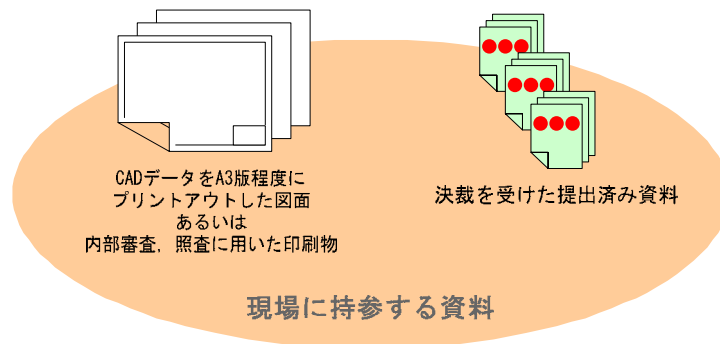 CADデータをA3版程度に
プリントアウトした図面
あるいは
内部審査，照査に用いた印刷物
決裁を受けた提出済み資料
現場に持参する資料